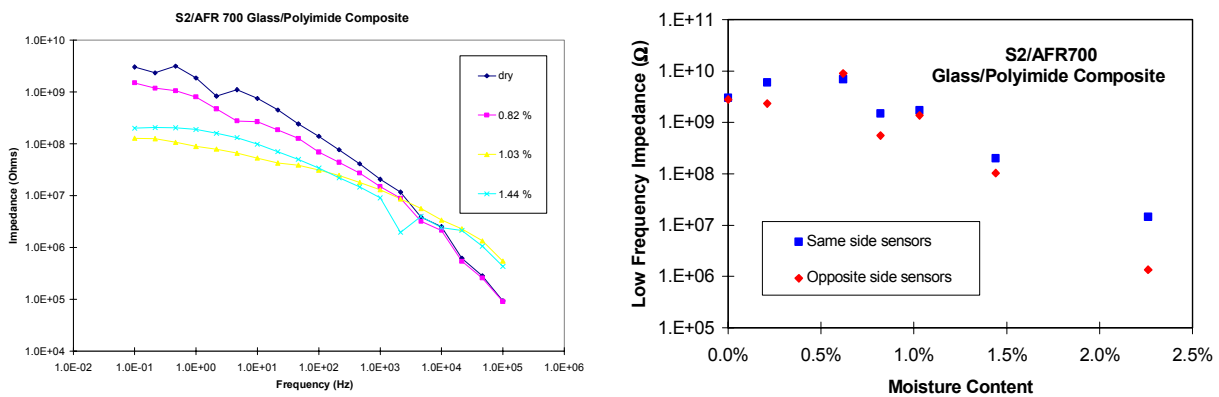 S2/AFR 700 Glass/Polyimide Composite
1.0E+10
1.0E+09
1.0E+08
1.0E+07
1.0E+06
1.0E+05
1.0E+04
Impedance (Ohms)
dry
0.82 %
1.03 %
1.44 %
1.0E-02 1.0E-01 1.0E+00 1.0E+01 1.0E+02 1.0E+03 1.0E+04 1.0E+05 1.0E+06
Frequency (Hz)
1.E+11
1.E+10
1.E+09
1.E+08
1.E+07
1.E+06
1.E+05
Low Frequency Impedance (Ω)
S2/AFR700
Glass/Polyimide Composite
Same side sensors
Opposite side sensors
0.0% 0.5% 1.0% 1.5% 2.0% 2.5%
Moisture Content